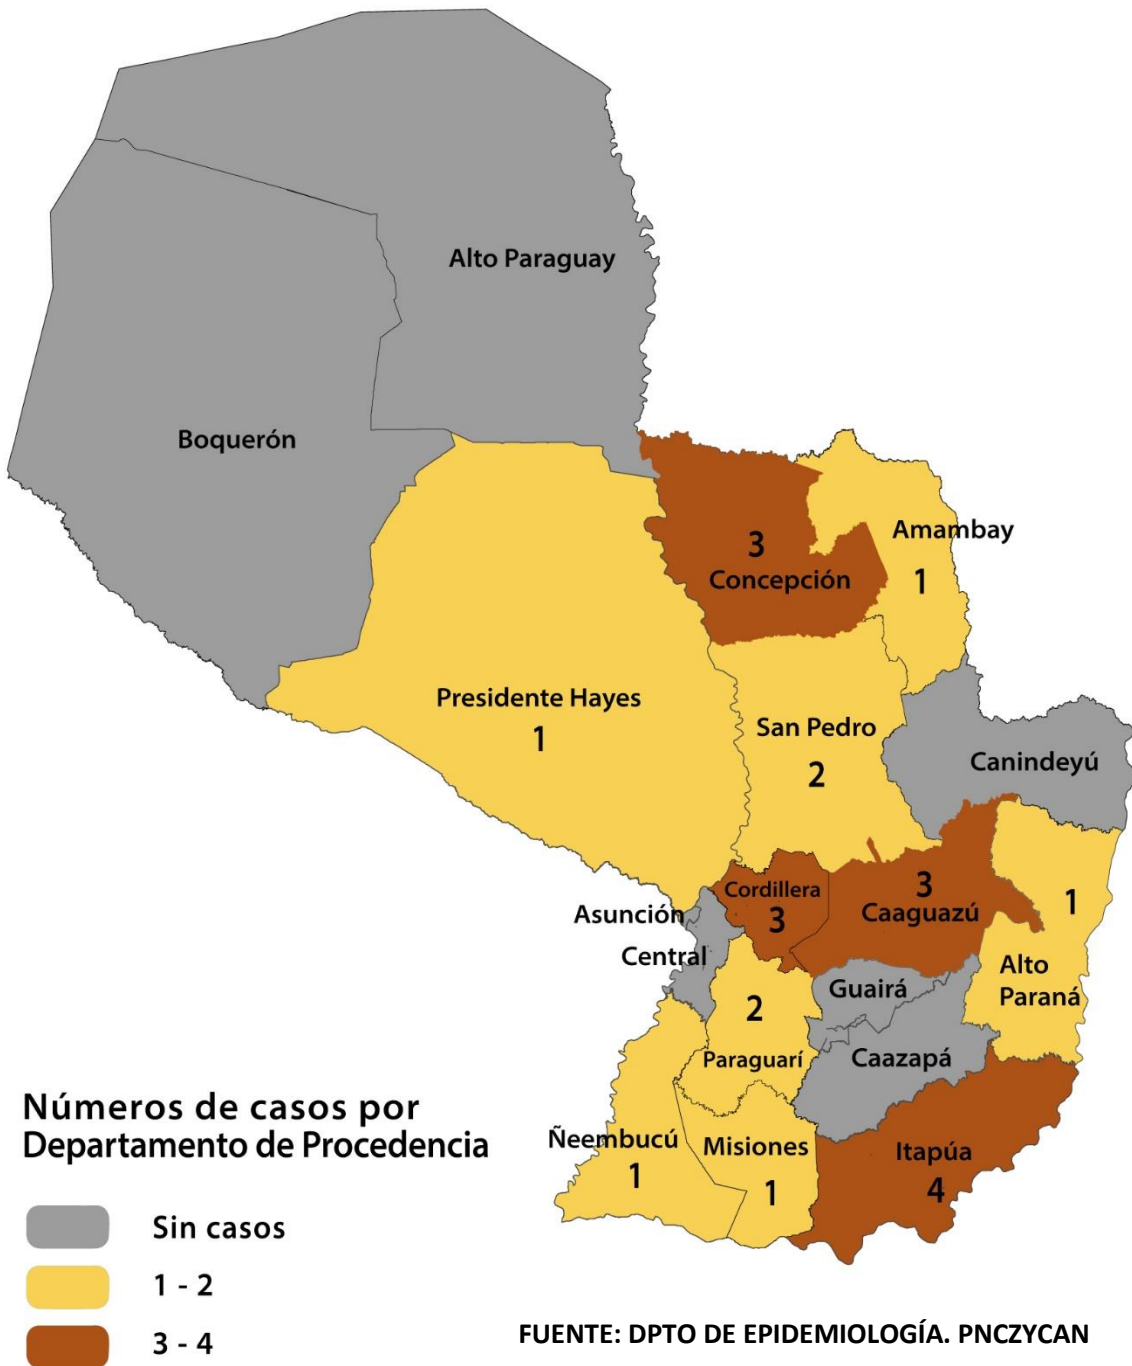 Alto Paraguay
Boquerón
3
Concepción
Amambay
1
Presidente Hayes
1
San Pedro
2
Canindeyú
Cordillera
3
3
Caaguazú
1
Alto
Paraná
Asunción
Central
Guairá
2
Paraguarí
Caazapá
Ñeembucú
1
Misiones
1
Itapúa
4
Números de casos por
Departamento de Procedencia
Sin casos
1 - 2
3 - 4
FUENTE: DPTO DE EPIDEMIOLOGÍA. PNCZYCAN